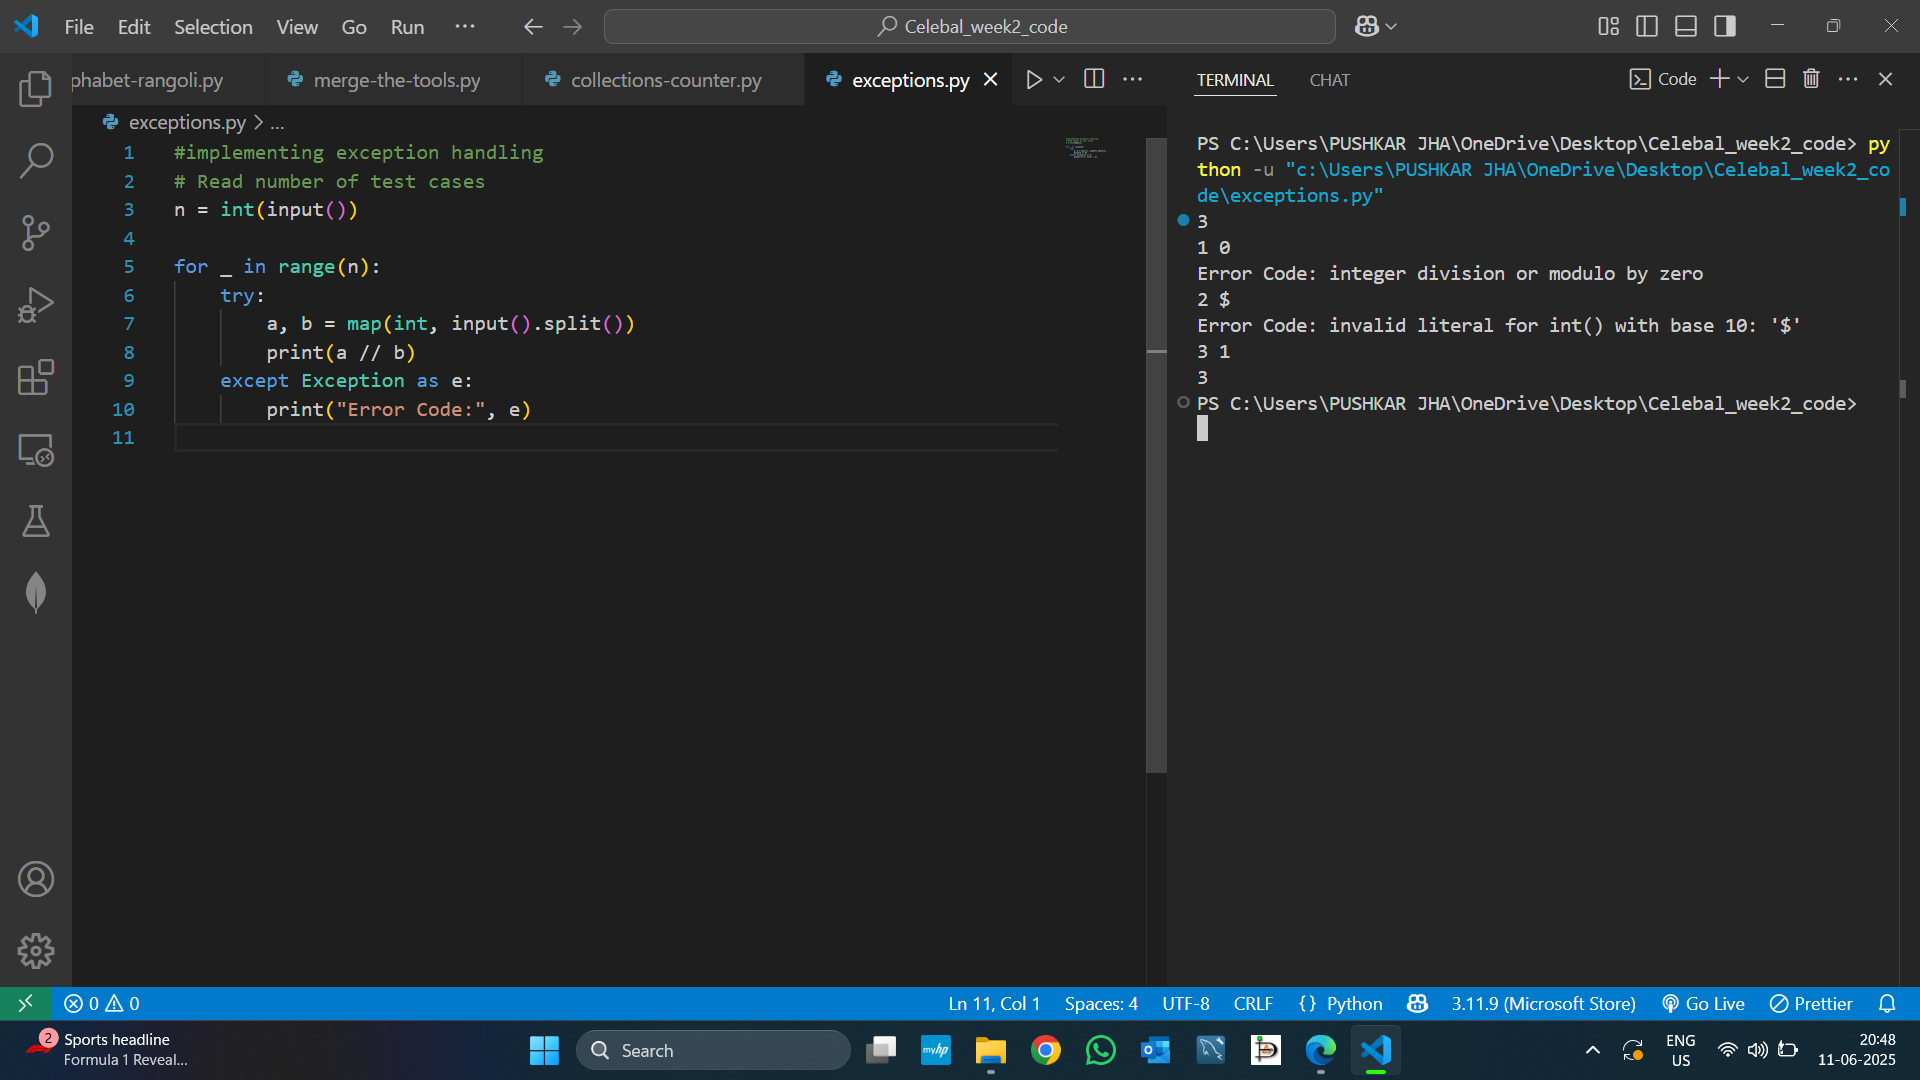 File Edit Selection View Go Run ··· Celebal_week2_code
phabet-rangoli.py merge-the-tools.py collections-counter.py exceptions.py
exceptions.py > ...
1 #implementing exception handling
2 # Read number of test cases
3 n = int(input())
4
5 for _ in range(n):
6 try:
7 a, b = map(int, input().split())
8 print(a // b)
9 except Exception as e:
10 print("Error Code:", e)
11
TERMINAL CHAT Code
PS C:\Users\PUSHKAR JHA\OneDrive\Desktop\Celebal_week2_code> py
thon -u "c:\Users\PUSHKAR JHA\OneDrive\Desktop\Celebal_week2_co
de\exceptions.py"
3
1 0
Error Code: integer division or modulo by zero
2 $
Error Code: invalid literal for int() with base 10: '$'
3 1
3
PS C:\Users\PUSHKAR JHA\OneDrive\Desktop\Celebal_week2_code>
0 0 Ln 11, Col 1 Spaces: 4 UTF-8 CRLF {} Python 3.11.9 (Microsoft Store) Go Live Prettier
2 Sports headline
Formula 1 Reveal...
Search
myhp
ENG
US
20:48
11-06-2025